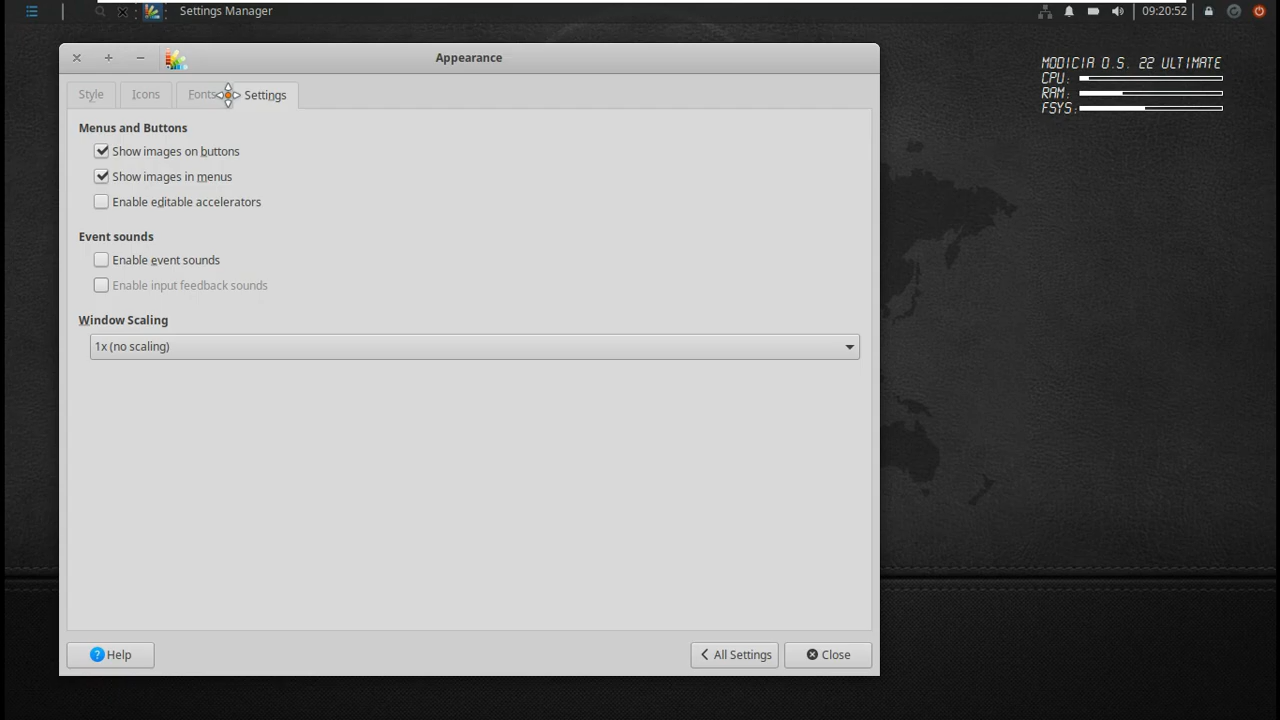 Settings Manager
09:20:52
Appearance
Style
Icons
Fonts
Settings
MODICIA O.S. 22 ULTIMATE
CPU:
RAM:
FSYS:
Menus and Buttons
Show images on buttons
Show images in menus
Enable editable accelerators
Event sounds
Enable event sounds
Enable input feedback sounds
Window Scaling
1x (no scaling)
? Help
All Settings
Close